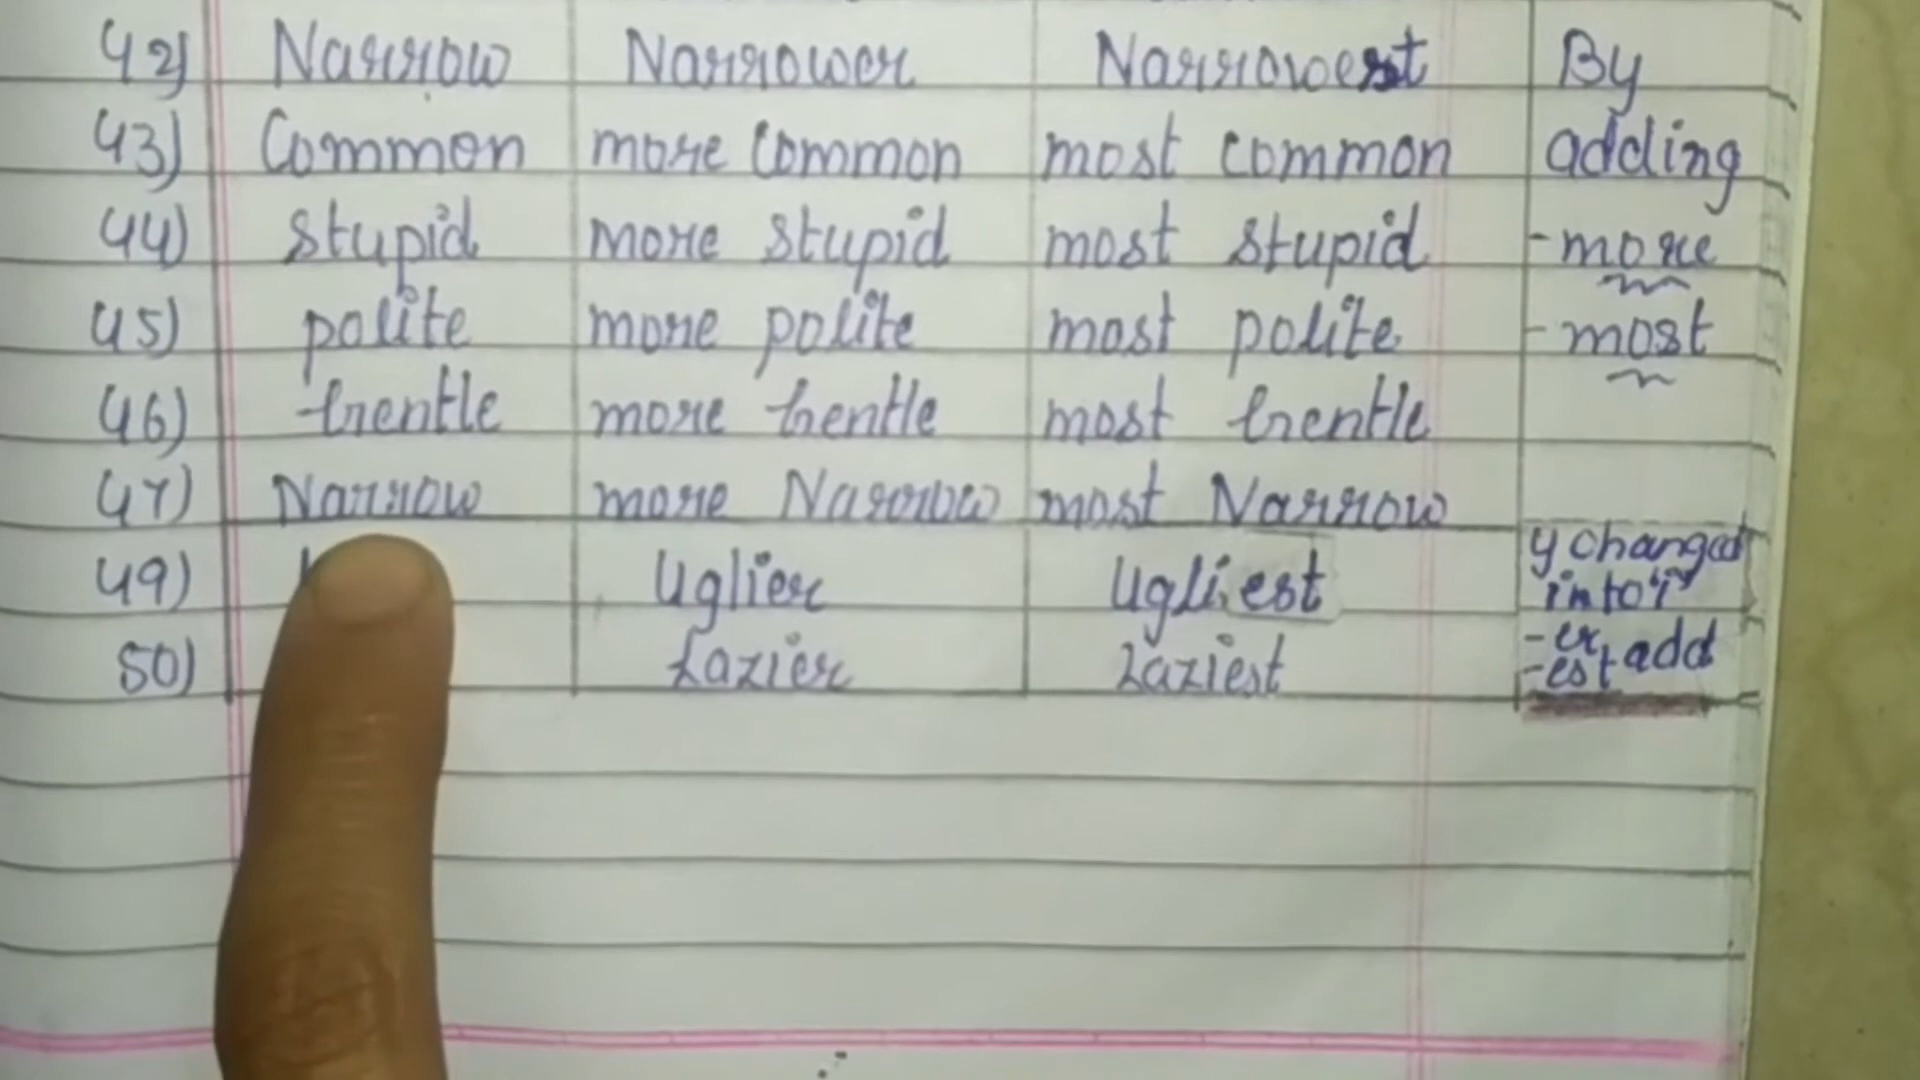 42) Narrow Narrower Narrowest By
43) Common more Common most common adding
44) stupid more stupid most stupid -more
45) polite more polite most polite -most
46) Gentle more Gentle most Gentle
47) Narrow more Narrow most Narrow
49) Uglier Ugliest y changed
into "i"
50) Lazier Laziest -er
-est add